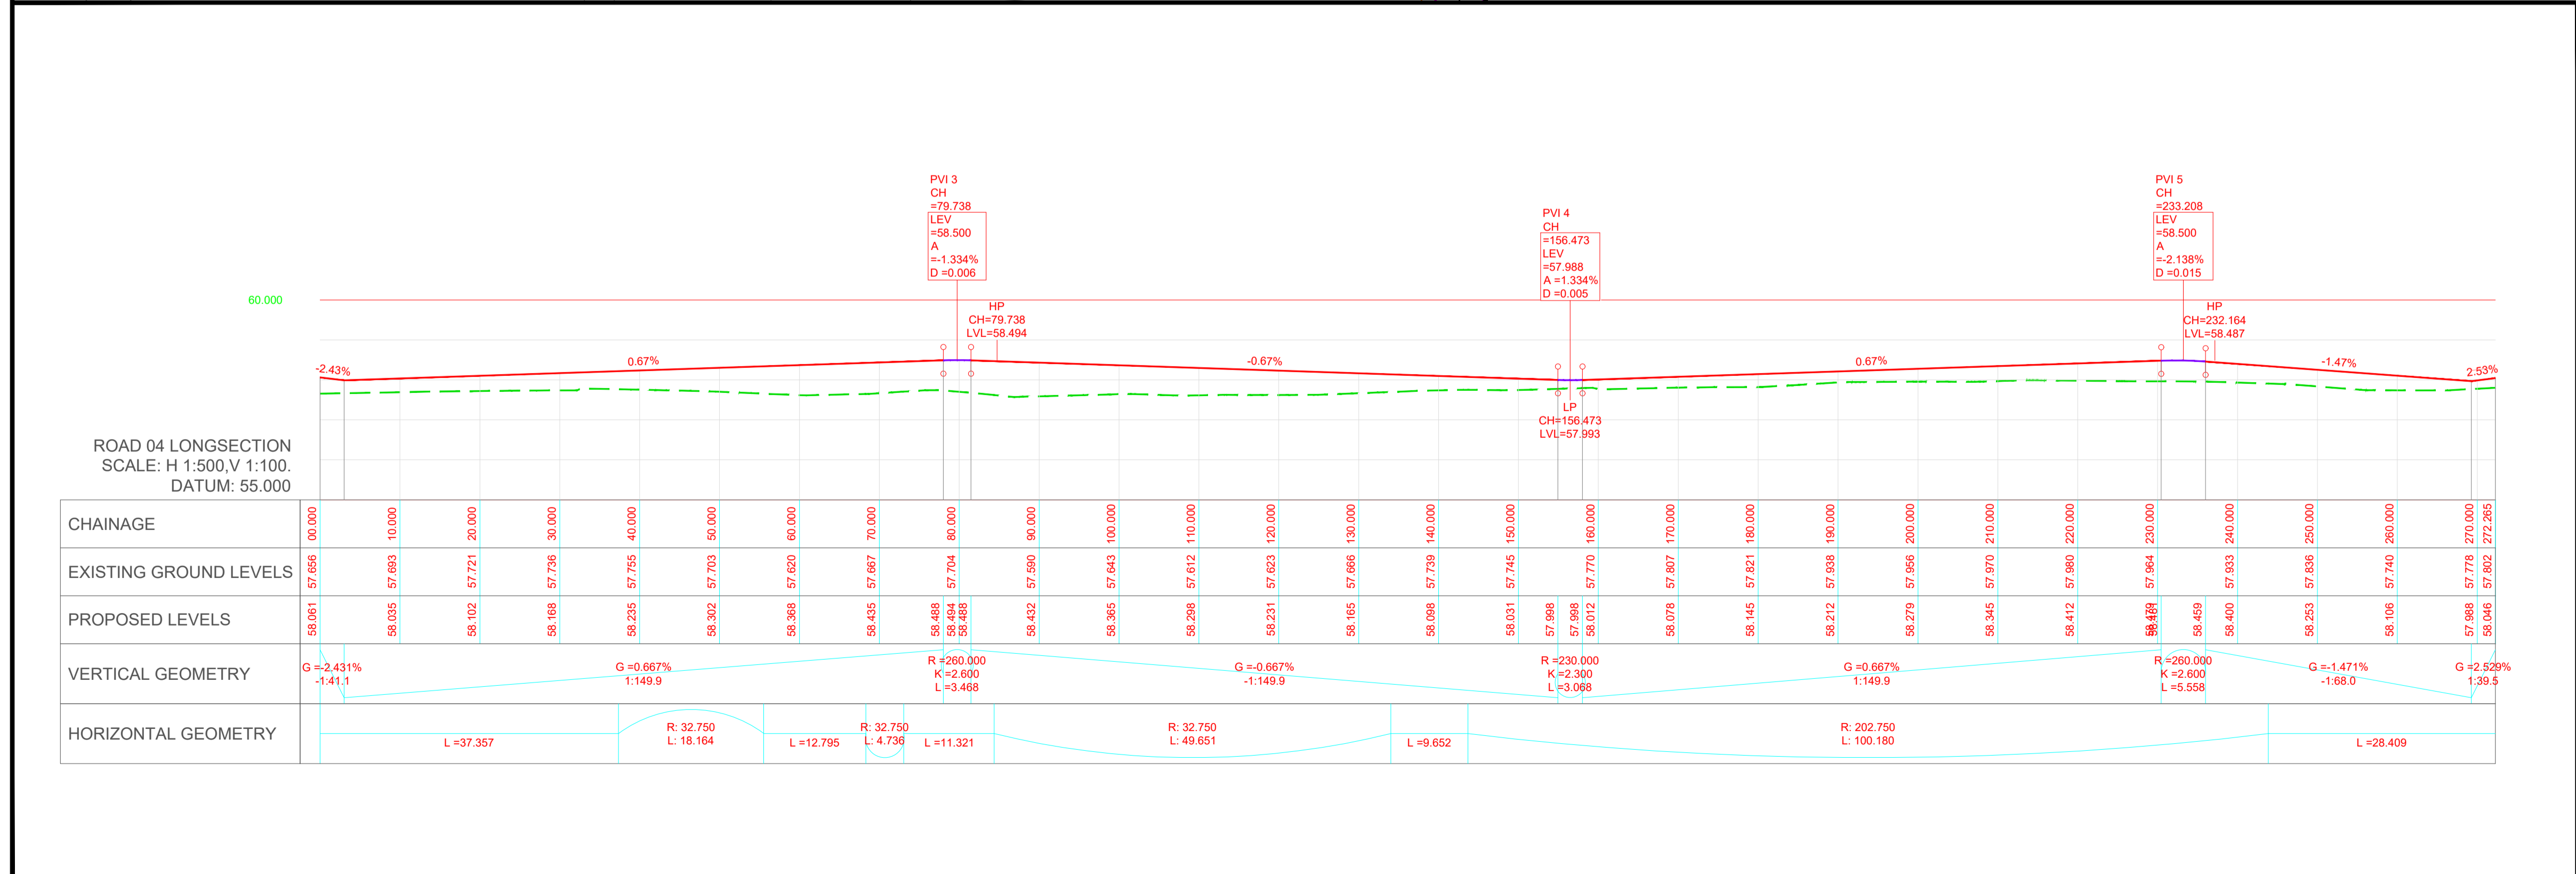 PVI 3
CH
=79.738
LEV
=58.500
A
=-1.334%
D =0.006
PVI 4
CH
=156.473
LEV
=57.988
A =1.334%
D =0.005
PVI 5
CH
=233.208
LEV
=58.500
A
=-2.138%
D =0.015
60.000
HP
CH=79.738
LVL=58.494
HP
CH=232.164
LVL=58.487
-2.43%
0.67%
-0.67%
0.67%
-1.47%
2.53%
LP
CH=156.473
LVL=57.993
ROAD 04 LONGSECTION
SCALE: H 1:500,V 1:100.
DATUM: 55.000
CHAINAGE
00.000
10.000
20.000
30.000
40.000
50.000
60.000
70.000
80.000
90.000
100.000
110.000
120.000
130.000
140.000
150.000
160.000
170.000
180.000
190.000
200.000
210.000
220.000
230.000
240.000
250.000
260.000
270.000
272.265
EXISTING GROUND LEVELS
57.656
57.693
57.721
57.736
57.755
57.703
57.620
57.667
57.704
57.590
57.643
57.612
57.623
57.666
57.739
57.745
57.770
57.807
57.821
57.938
57.956
57.970
57.980
57.964
57.933
57.836
57.740
57.778
57.802
PROPOSED LEVELS
58.061
58.035
58.102
58.168
58.235
58.302
58.368
58.435
58.488
58.494
58.488
58.432
58.365
58.298
58.231
58.165
58.098
58.031
57.998
57.998
58.012
58.078
58.145
58.212
58.279
58.345
58.412
58.479
58.459
58.400
58.253
58.106
57.988
58.046
VERTICAL GEOMETRY
G =-2.431%
-1:41.1
G =0.667%
1:149.9
R =260.000
K =2.600
L =3.468
G =-0.667%
-1:149.9
R =230.000
K =2.300
L =3.068
G =0.667%
1:149.9
R =260.000
K =2.600
L =5.558
G =-1.471%
-1:68.0
G =2.529%
1:39.5
HORIZONTAL GEOMETRY
L =37.357
R: 32.750
L: 18.164
L =12.795
R: 32.750
L: 4.736
L =11.321
R: 32.750
L: 49.651
L =9.652
R: 202.750
L: 100.180
L =28.409